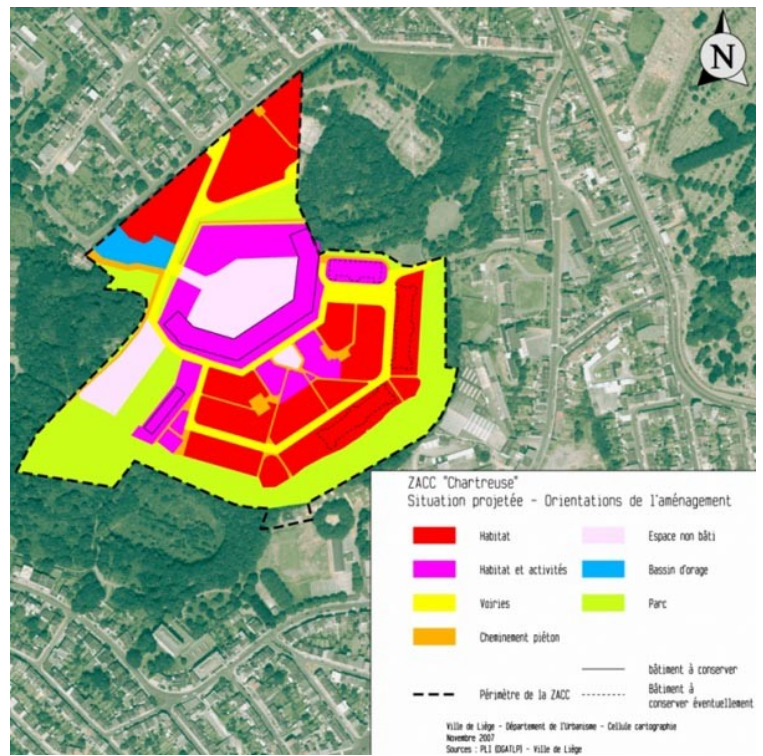 N
ZACC "Chartreuse"
Situation projetée - Orientations de l'aménagement
Habitat
Espace non bâti
Habitat et activités
Bassin d'orage
Voiries
Parc
Cheminement piéton
bâtiment à conserver
Périmètre de la ZACC
Bâtiment à
conserver éventuellement
Ville de Liège - Département de l'Urbanisme - Cellule cartographie
Novembre 2007
Sources : PLI (DGATLP) - Ville de Liège